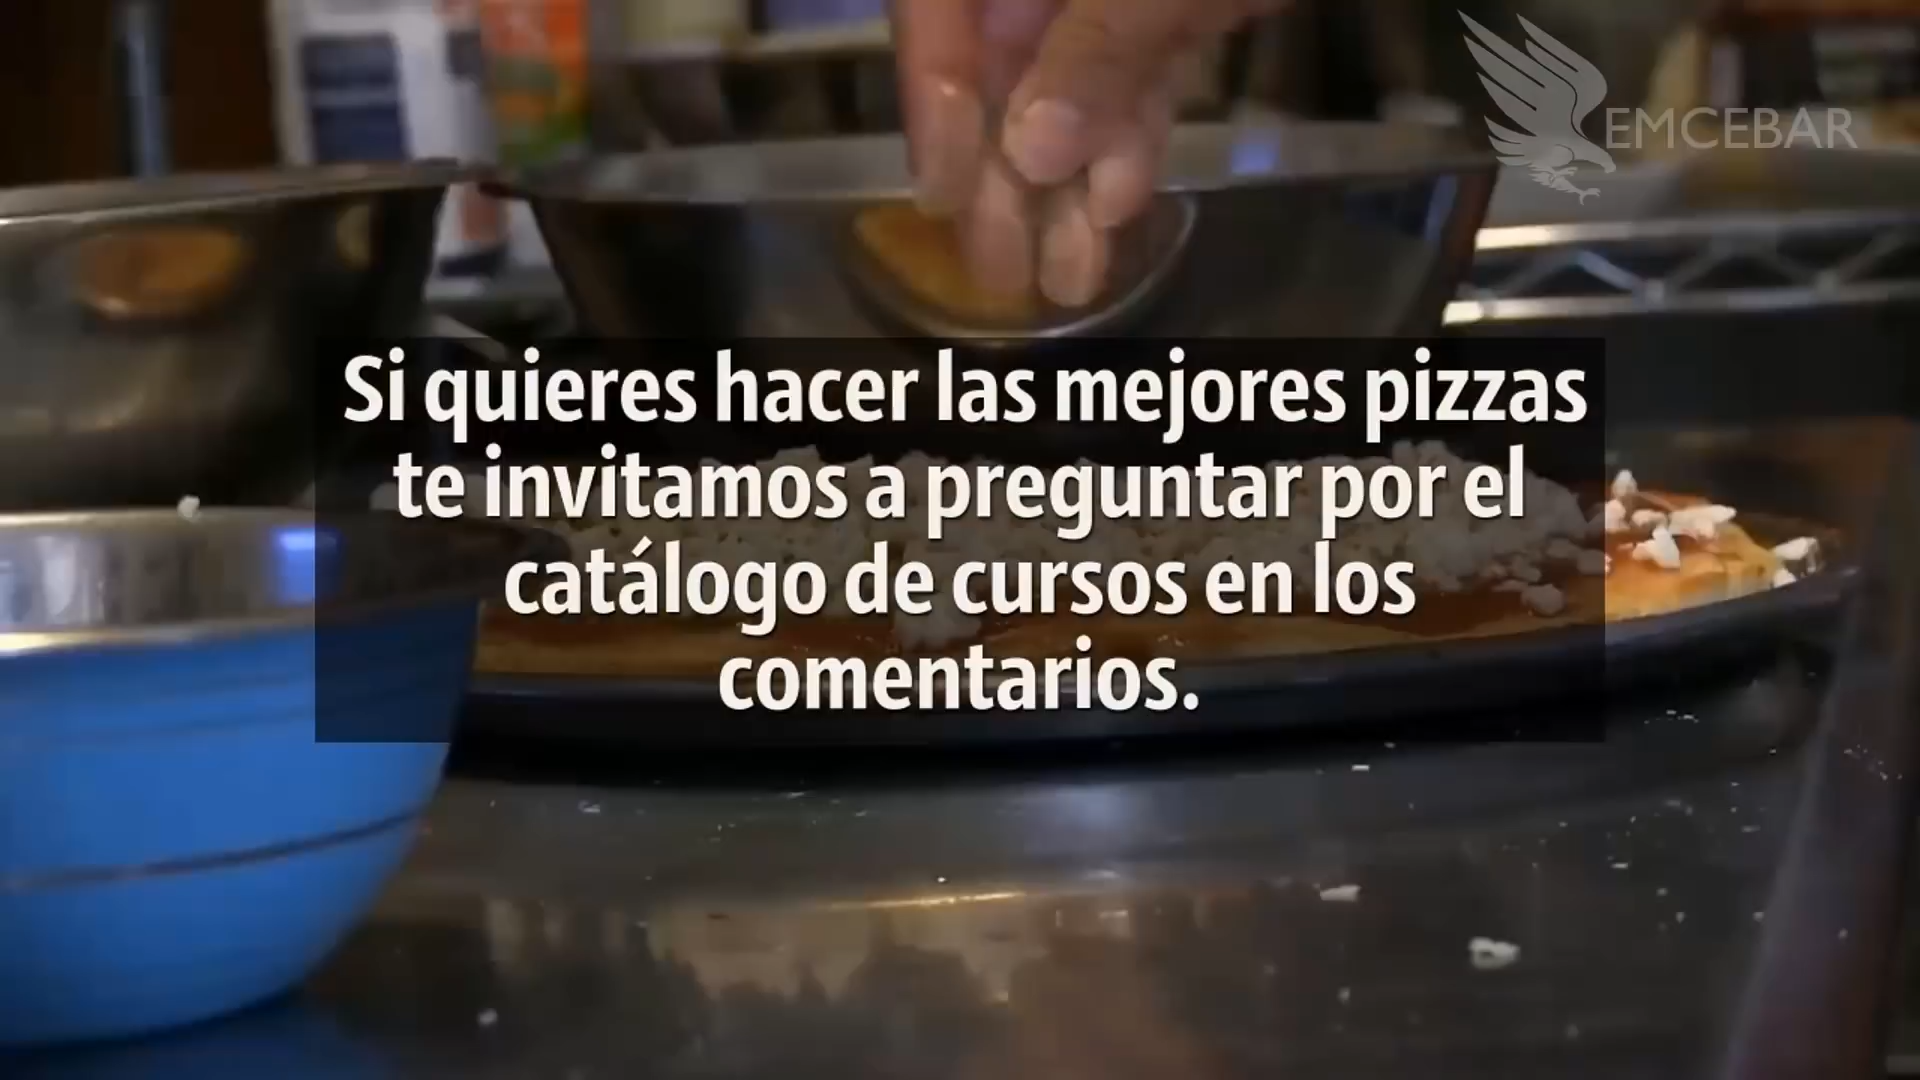 EMCEBAR
Si quieres hacer las mejores pizzas
te invitamos a preguntar por el
catálogo de cursos en los
comentarios.